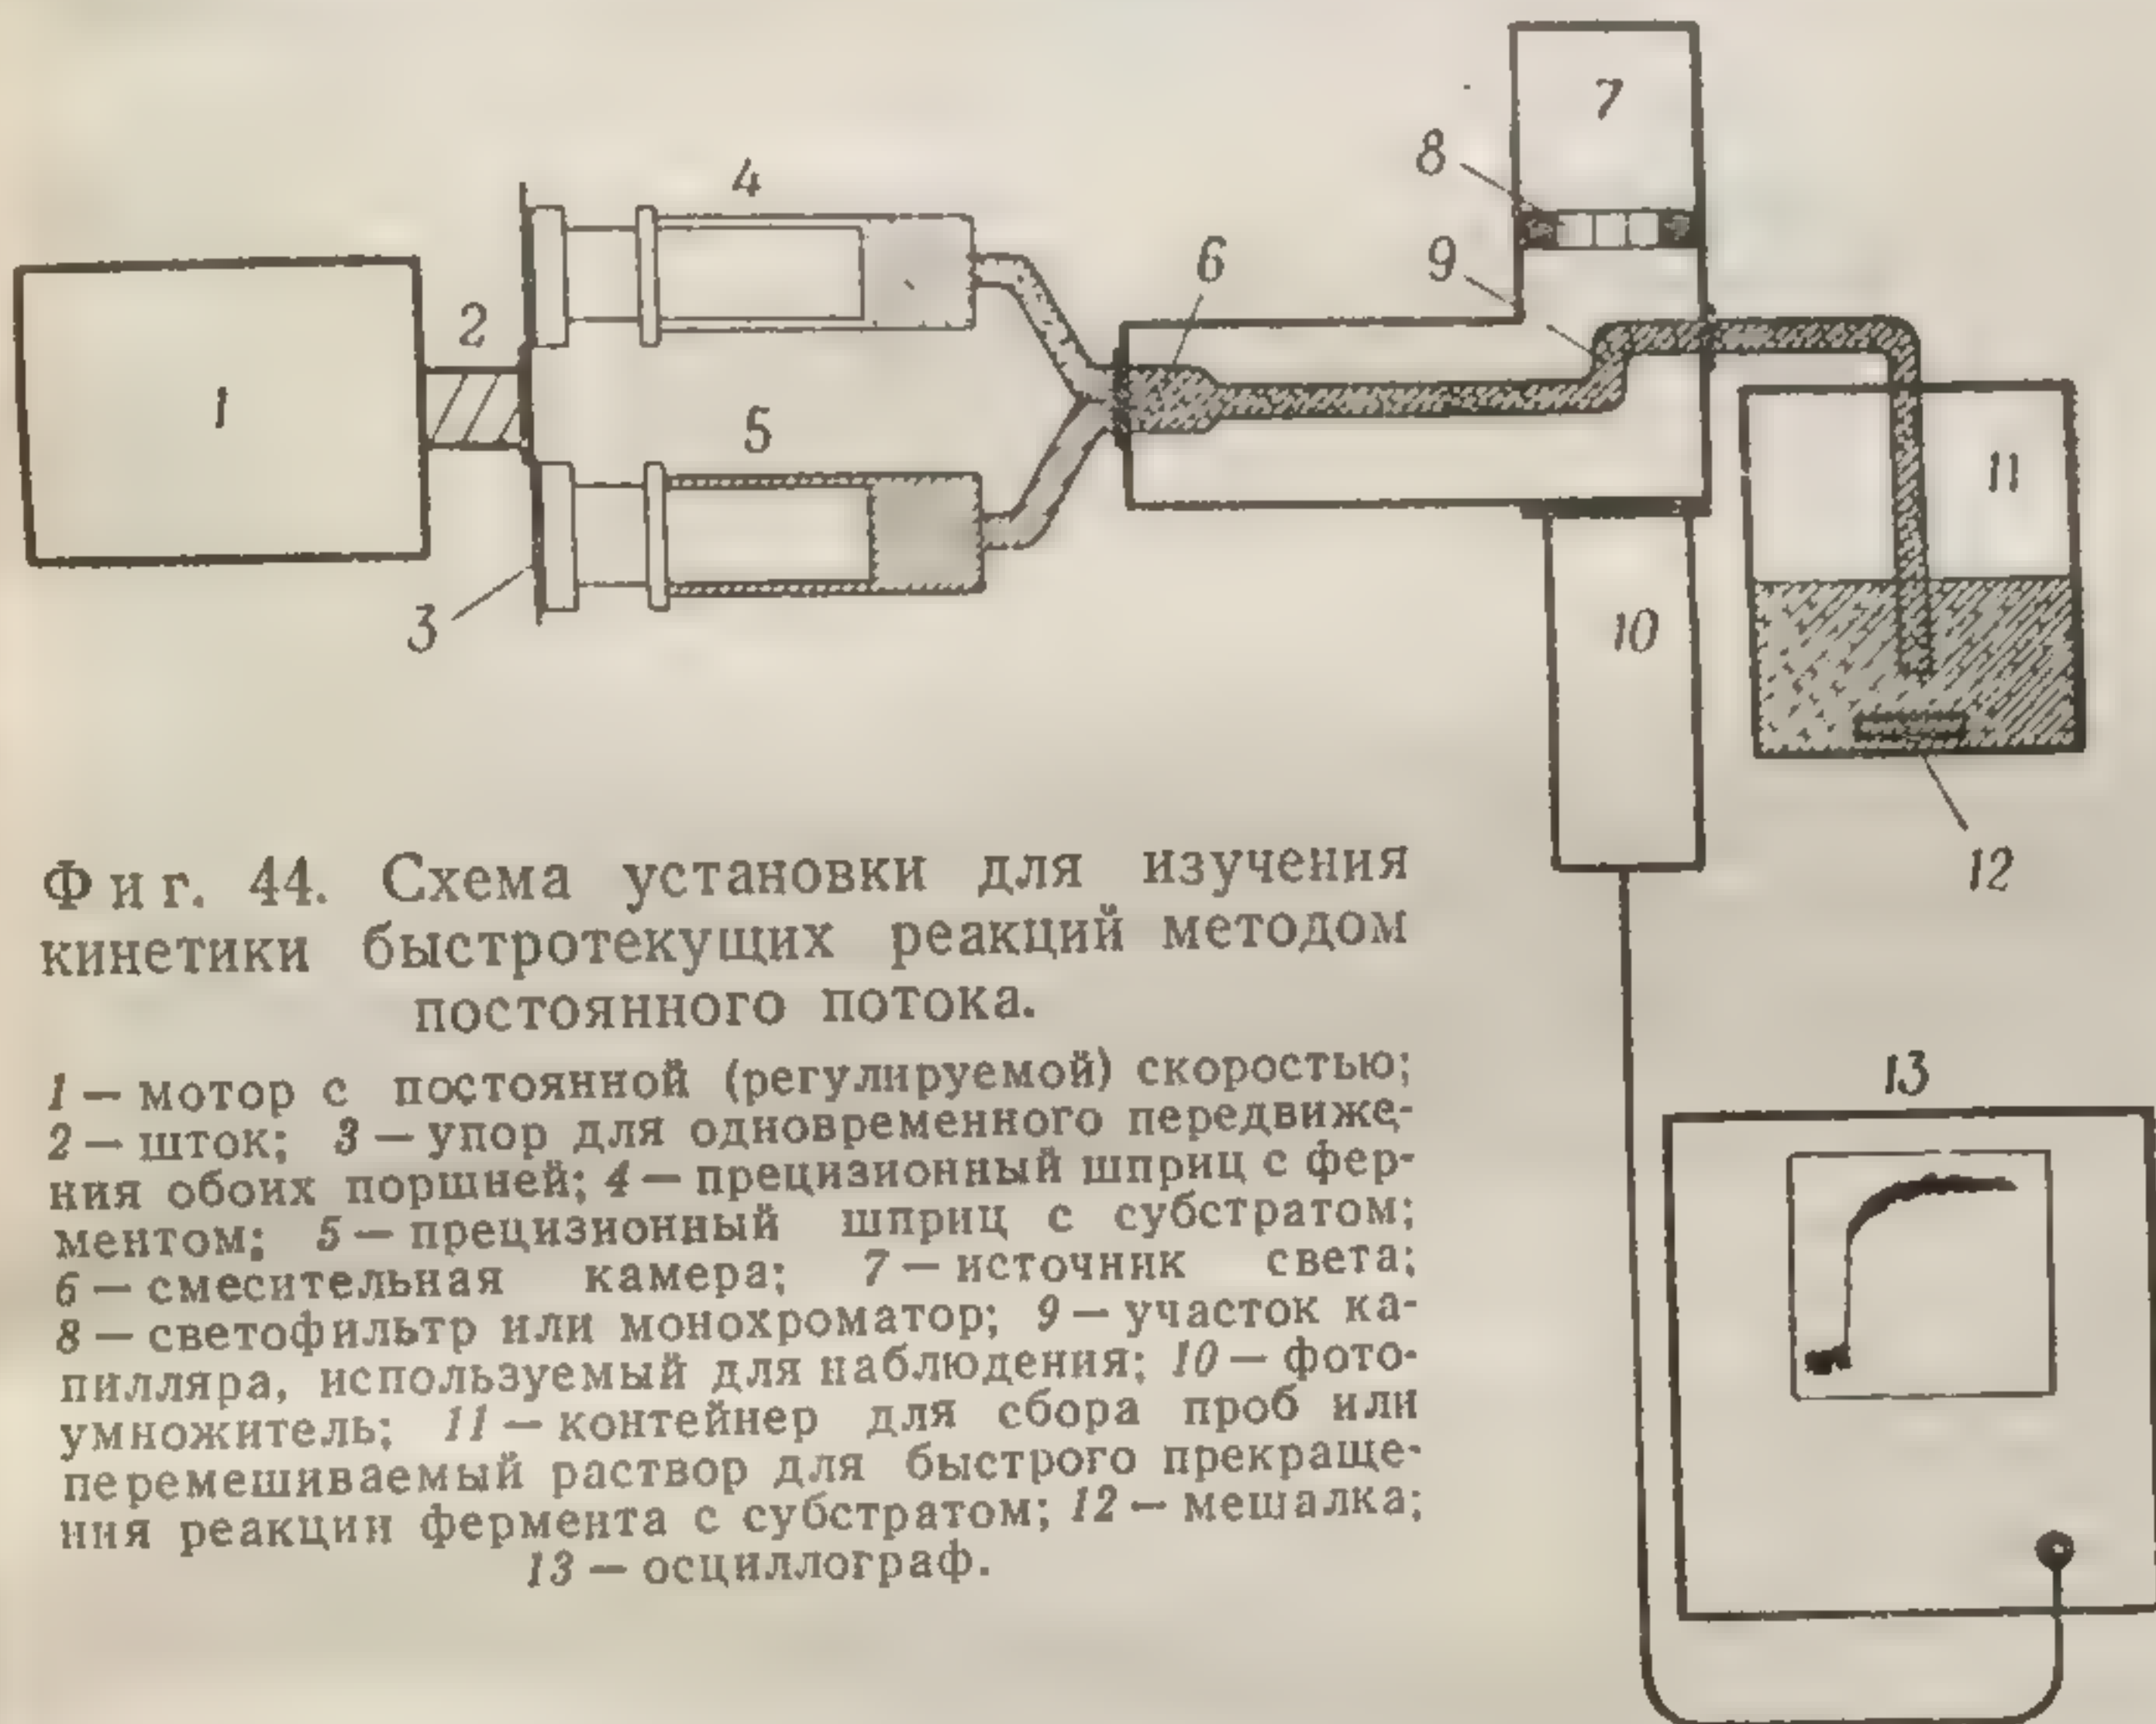 1
2
3
4
5
6
7
8
9
10
11
12
13
Фиг. 44. Схема установки для изучения
кинетики быстротекущих реакций методом
постоянного потока.
1 — мотор с постоянной (регулируемой) скоростью;
2 — шток; 3 — упор для одновременного передвиже-
ния обоих поршней; 4 — прецизионный шприц с фер-
ментом; 5 — прецизионный шприц с субстратом;
6 — смесительная камера; 7 — источник света;
8 — светофильтр или монохроматор; 9 — участок ка-
пилляра, используемый для наблюдения; 10 — фото-
умножитель; 11 — контейнер для сбора проб или
перемешиваемый раствор для быстрого прекраще-
ния реакции фермента с субстратом; 12 — мешалка;
13 — осциллограф.